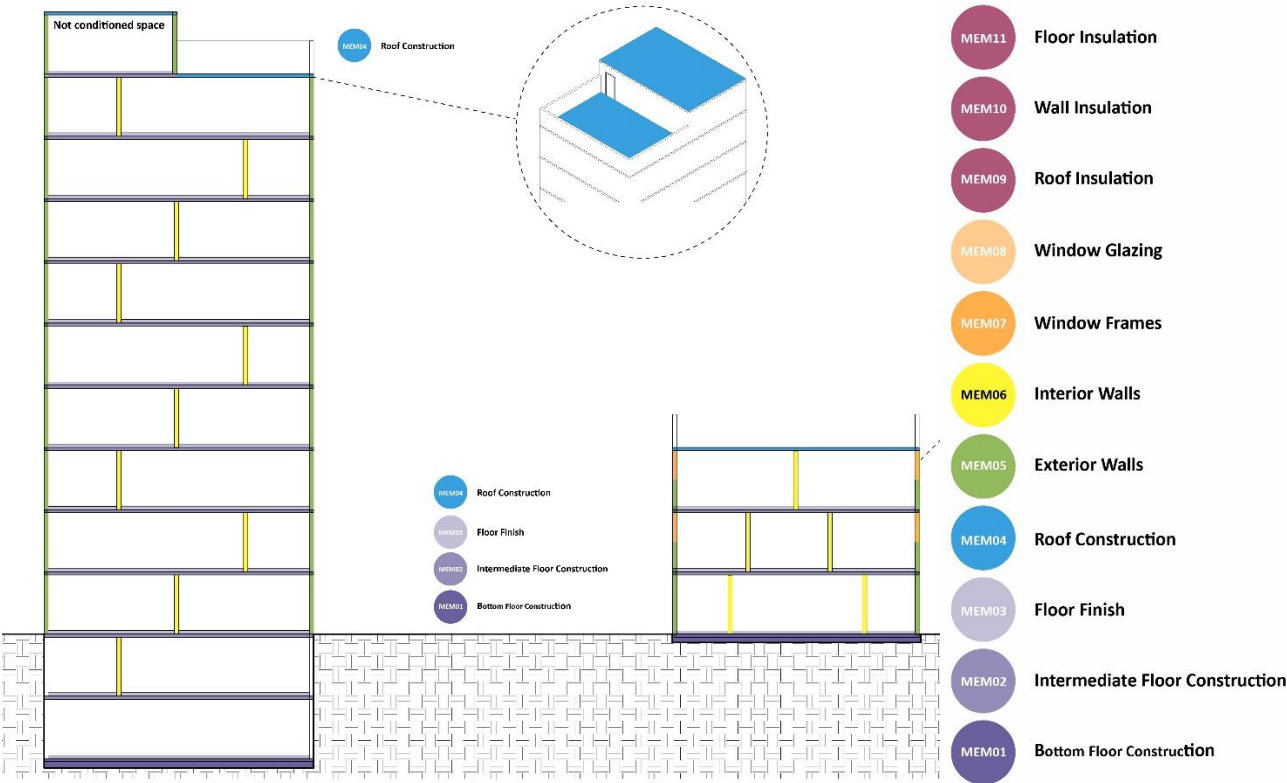 Not conditioned space
MEM04 Roof Construction
MEM04 Roof Construction
MEM03 Floor Finish
MEM02 Intermediate Floor Construction
MEM01 Bottom Floor Construction
MEM11 Floor Insulation
MEM10 Wall Insulation
MEM09 Roof Insulation
MEM08 Window Glazing
MEM07 Window Frames
MEM06 Interior Walls
MEM05 Exterior Walls
MEM04 Roof Construction
MEM03 Floor Finish
MEM02 Intermediate Floor Construction
MEM01 Bottom Floor Construction